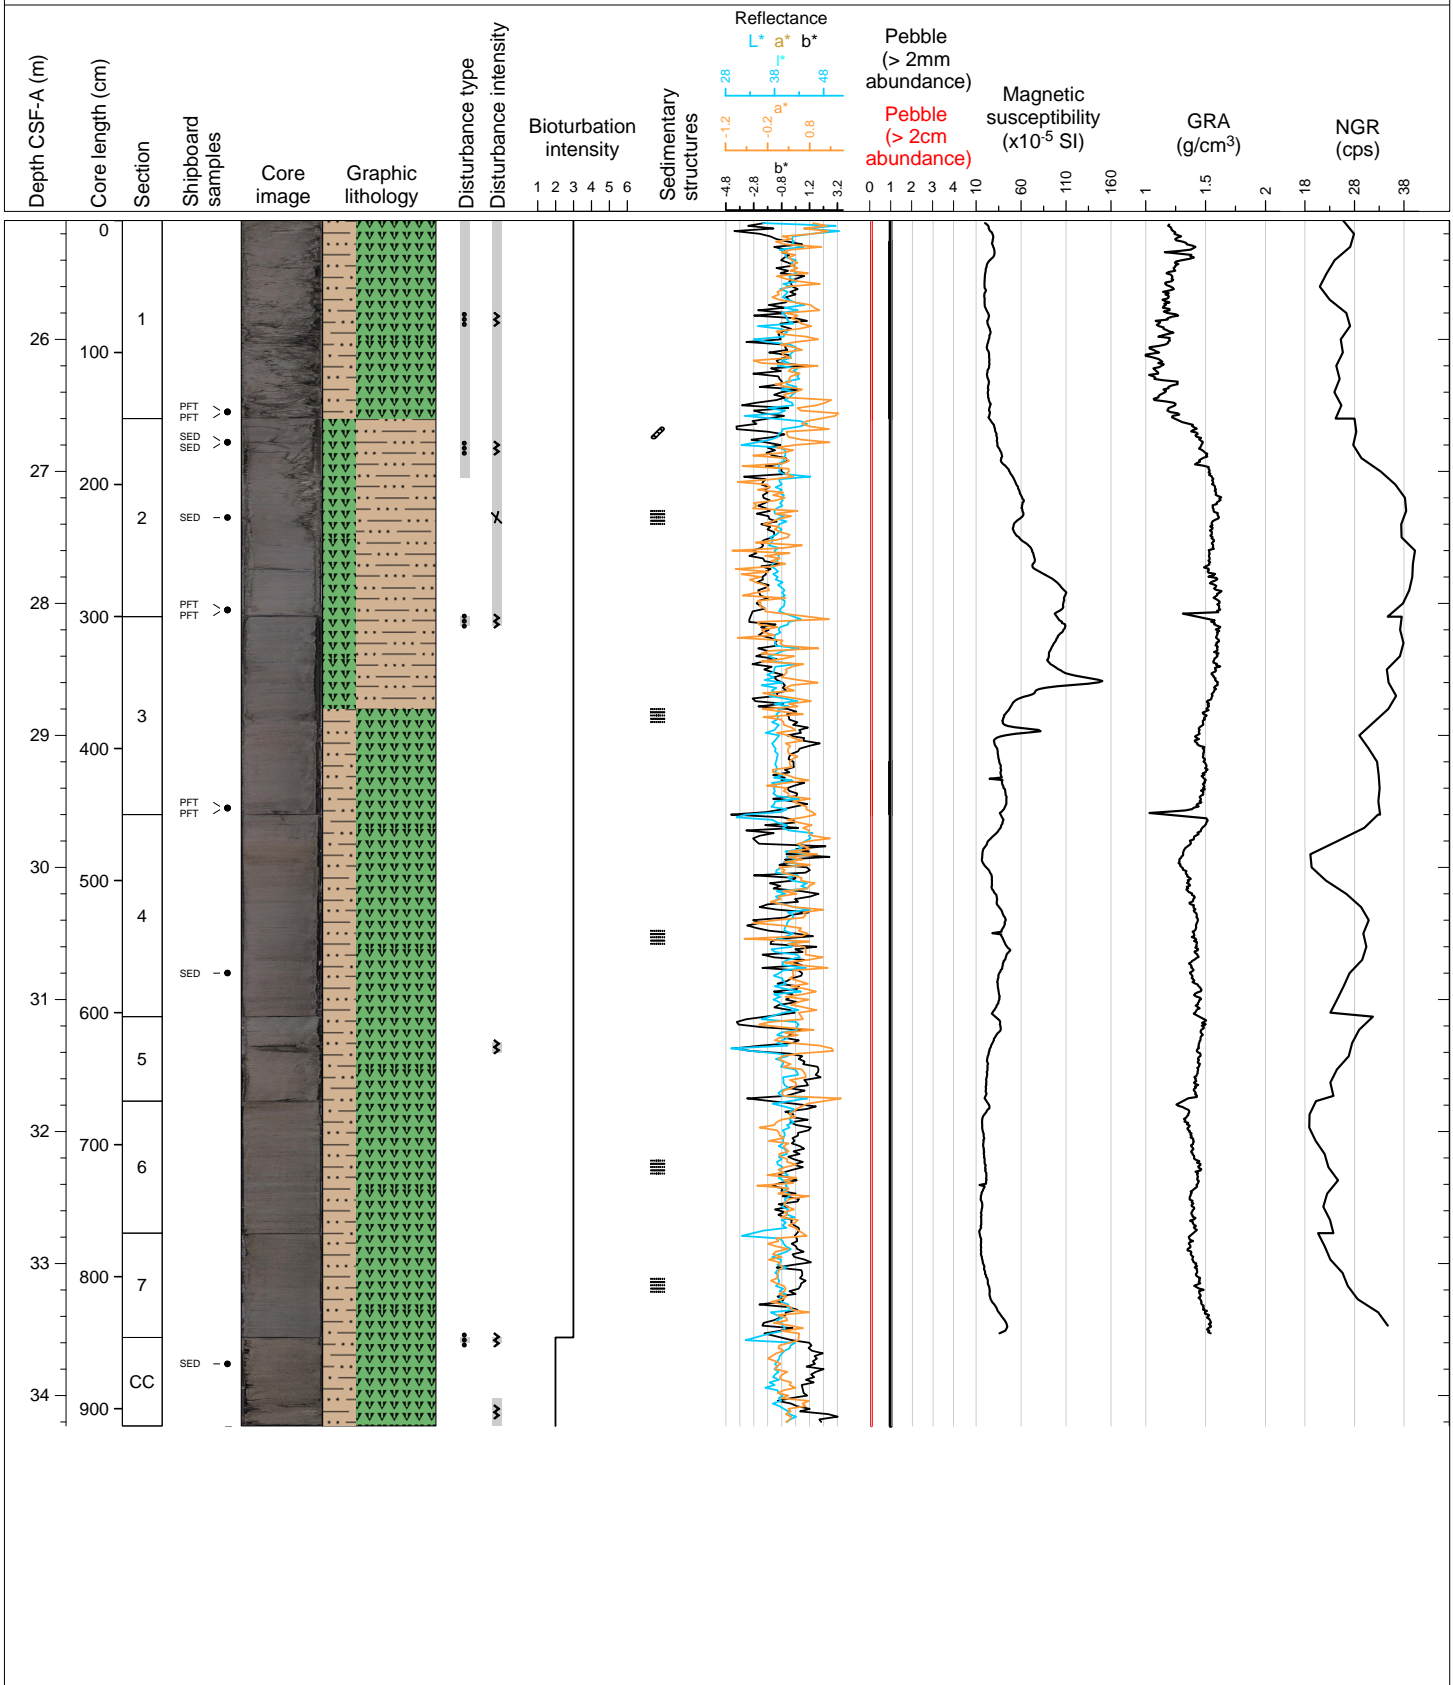 Depth CSF-A (m)
Core length (cm)
Section
Shipboard
samples
Core
image
Graphic
lithology
Disturbance type
Disturbance intensity
Bioturbation
intensity
1 2 3 4 5 6
Sedimentary
structures
Reflectance
L* a* b*
l*
28 38 48
a*
-1.2 -0.2 0.8
b*
-4.8 -2.8 -0.8 1.2 3.2
Pebble
(> 2mm
abundance)
Pebble
(> 2cm
abundance)
0 1 2 3 4
Magnetic
susceptibility
(x10-5 SI)
10 60 110 160
GRA
(g/cm3)
1 1.5 2
NGR
(cps)
18 28 38
0
1
26
100
PFT
PFT
SED
SED
27
200
SED
2
PFT
PFT
28
300
3
29
400
PFT
PFT
30
500
4
SED
31
600
5
32
700
6
33
800
7
SED
CC
34
900